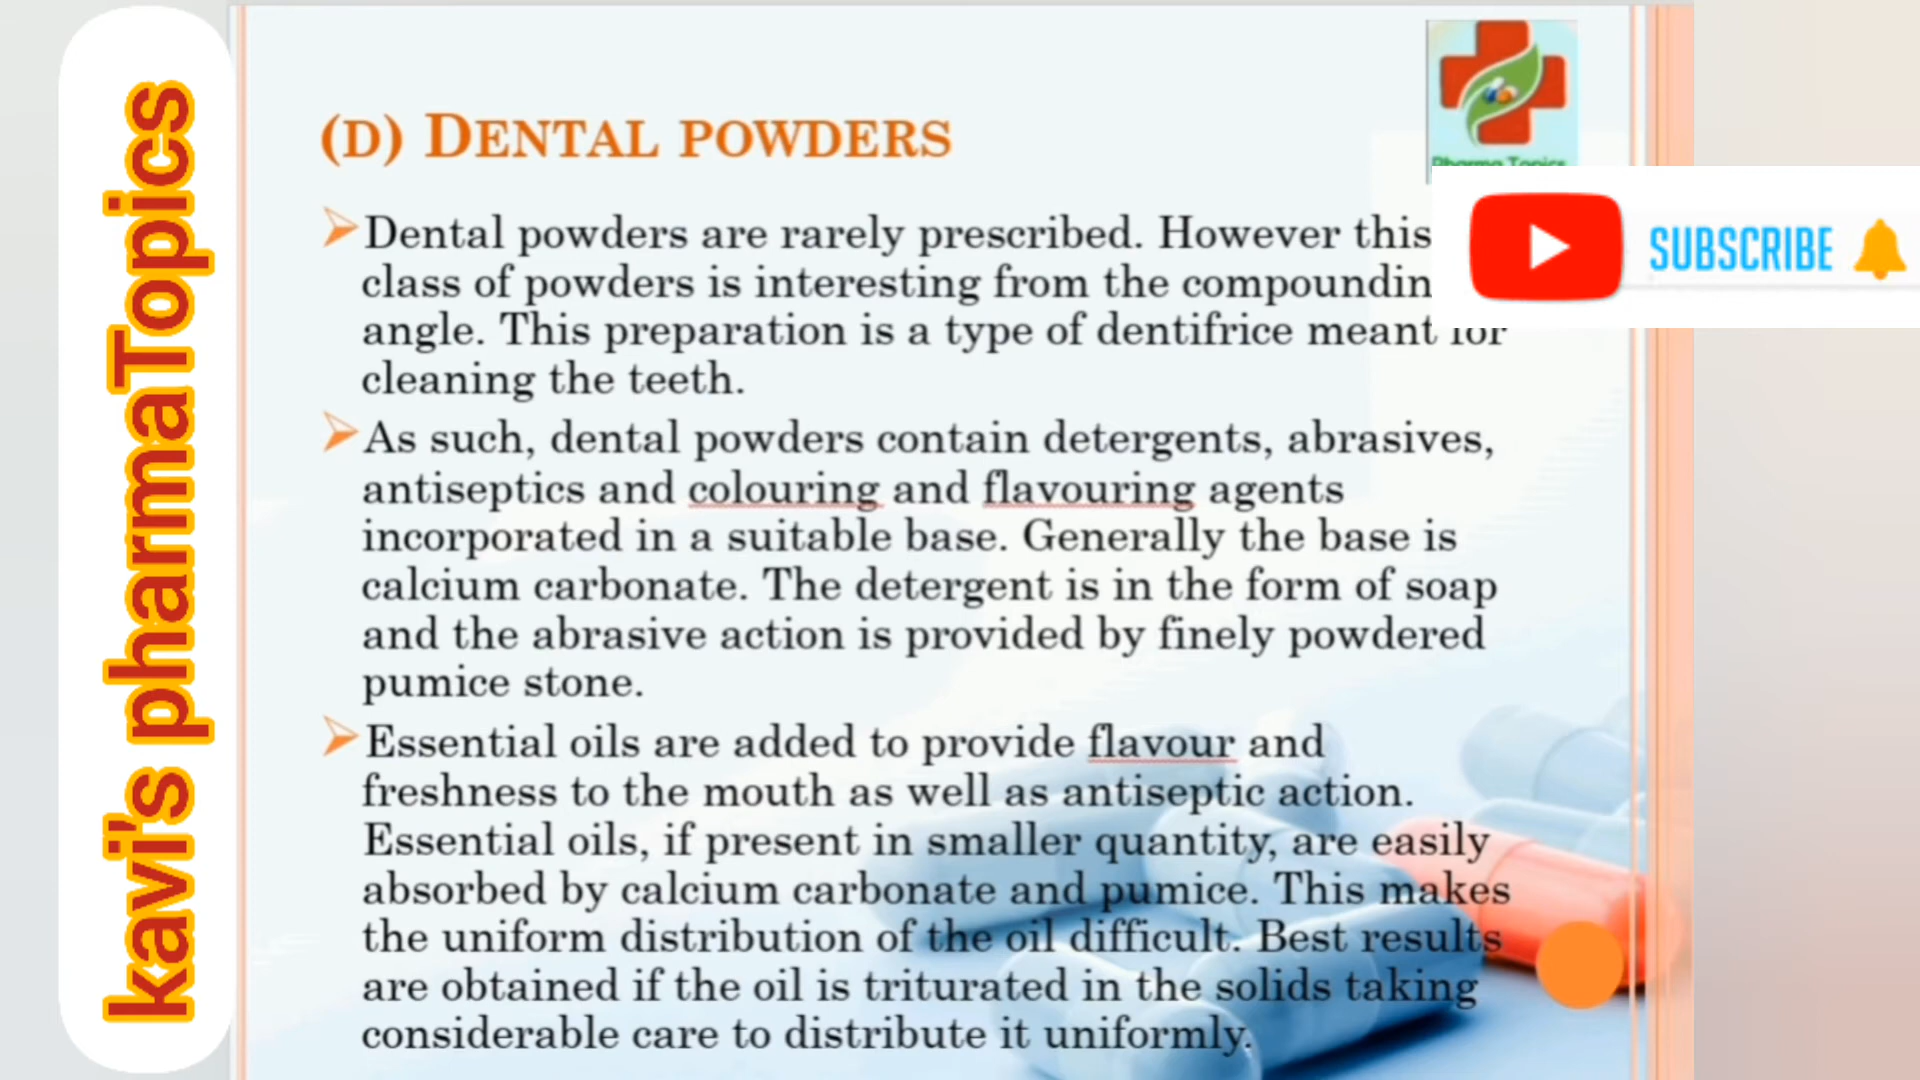 kavi's pharmaTopics
(D) DENTAL POWDERS
Pharma Topics
SUBSCRIBE
Dental powders are rarely prescribed. However this
class of powders is interesting from the compoundin
angle. This preparation is a type of dentifrice meant for
cleaning the teeth.
As such, dental powders contain detergents, abrasives,
antiseptics and colouring and flavouring agents
incorporated in a suitable base. Generally the base is
calcium carbonate. The detergent is in the form of soap
and the abrasive action is provided by finely powdered
pumice stone.
Essential oils are added to provide flavour and
freshness to the mouth as well as antiseptic action.
Essential oils, if present in smaller quantity, are easily
absorbed by calcium carbonate and pumice. This makes
the uniform distribution of the oil difficult. Best results
are obtained if the oil is triturated in the solids taking
considerable care to distribute it uniformly.